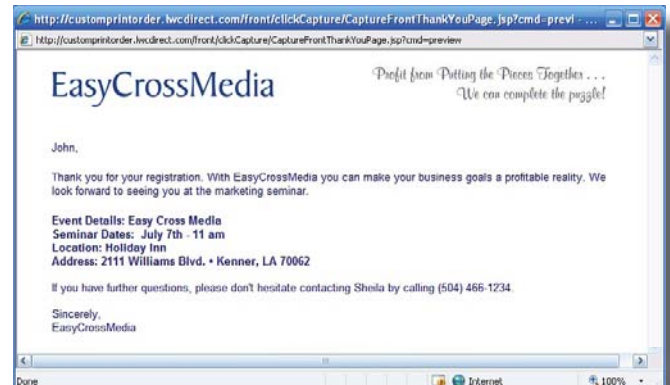 http://customprintorder.lwcdirect.com/front/clickCapture/CaptureFrontThankYouPage.jsp?cmd=previ - ...
http://customprintorder.lwcdirect.com/front/clickCapture/CaptureFrontThankYouPage.jsp?cmd=preview
EasyCrossMedia
Profit from Putting the Pieces Together . . .
We can complete the puzzle!
John,
Thank you for your registration. With EasyCrossMedia you can make your business goals a profitable reality. We
look forward to seeing you at the marketing seminar.
Event Details: Easy Cross Media
Seminar Dates: July 7th - 11 am
Location: Holiday Inn
Address: 2111 Williams Blvd. • Kenner, LA 70062
If you have further questions, please don't hesitate contacting Sheila by calling (504) 466-1234.
Sincerely,
EasyCrossMedia
Done
Internet
100%